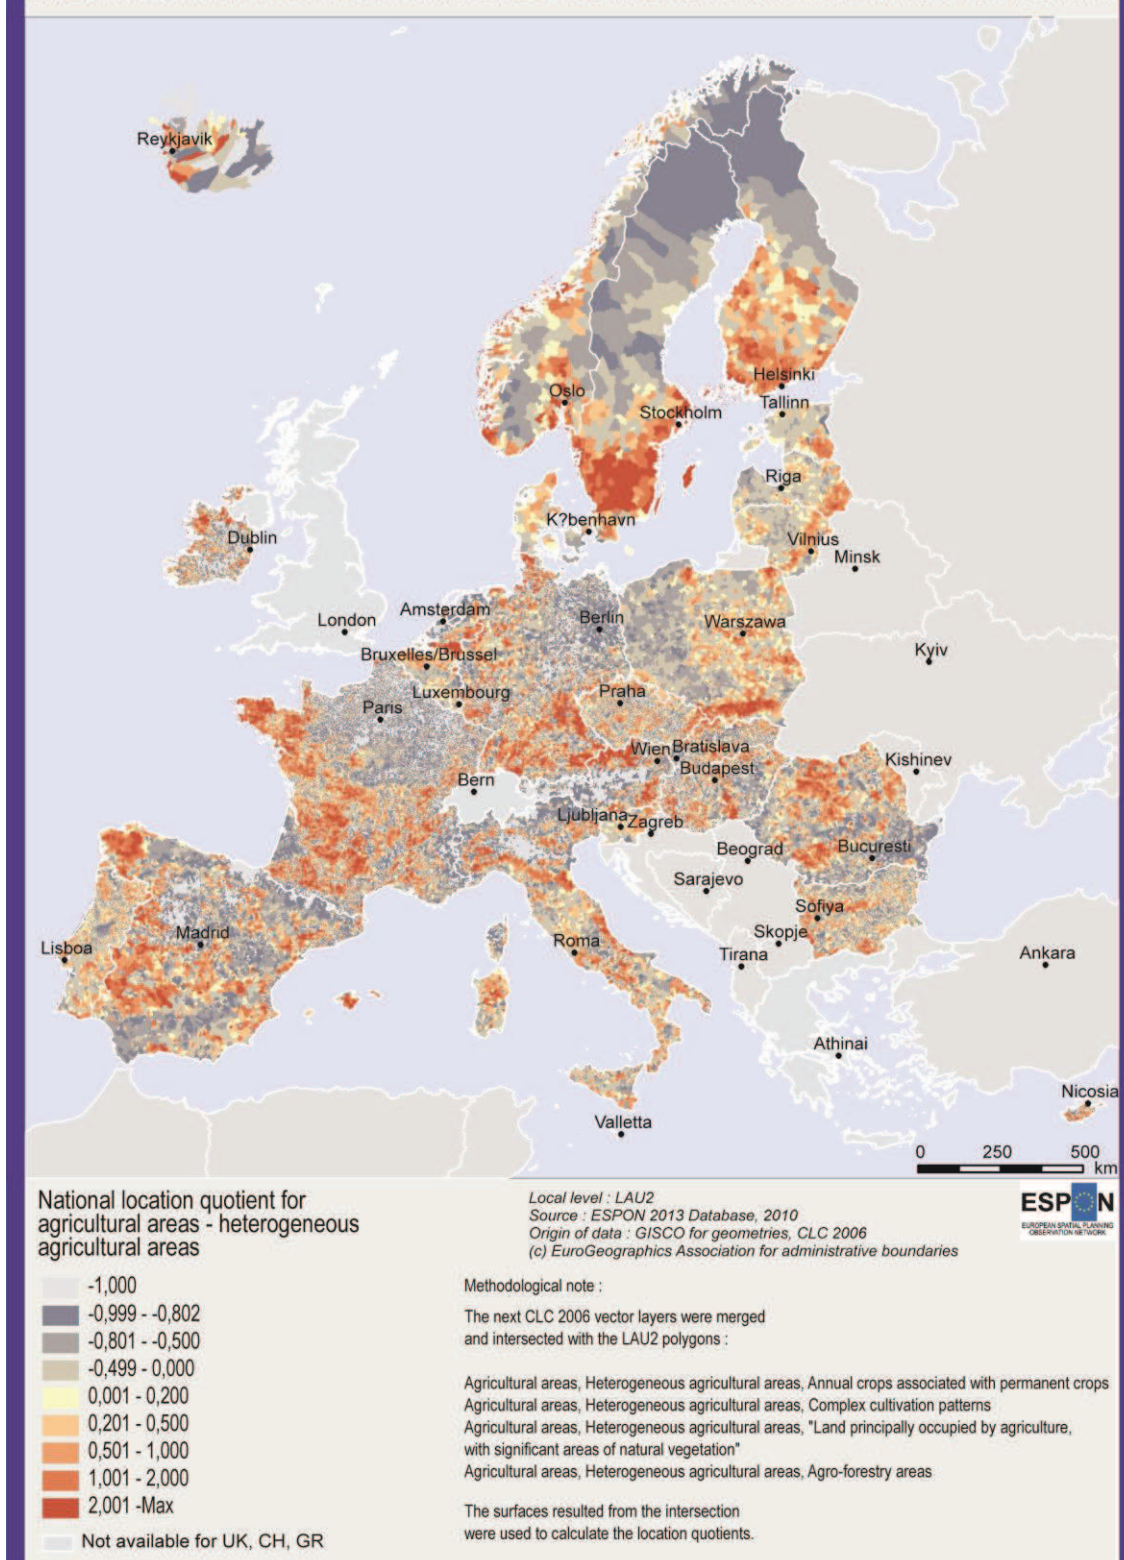 Reykjavik
Oslo
Helsinki
Tallinn
Stockholm
Riga
K?benhavn
Dublin
Vilnius
Minsk
London
Amsterdam
Berlin
Warszawa
Bruxelles/Brussel
Kyiv
Luxembourg
Praha
Paris
Wien
Bratislava
Budapest
Kishinev
Bern
Ljubljana
Zagreb
Beograd
Bucuresti
Sarajevo
Sofiya
Madrid
Lisboa
Roma
Skopje
Tirana
Ankara
Athinai
Nicosia
Valletta
0 250 500
km
National location quotient for
agricultural areas - heterogeneous
agricultural areas
-1,000
-0,999 - -0,802
-0,801 - -0,500
-0,499 - 0,000
0,001 - 0,200
0,201 - 0,500
0,501 - 1,000
1,001 - 2,000
2,001 -Max
Not available for UK, CH, GR
Local level : LAU2
Source : ESPON 2013 Database, 2010
Origin of data : GISCO for geometries, CLC 2006
(c) EuroGeographics Association for administrative boundaries
ESPON
EUROPEAN SPATIAL PLANNING
OBSERVATION NETWORK
Methodological note :
The next CLC 2006 vector layers were merged
and intersected with the LAU2 polygons :
Agricultural areas, Heterogeneous agricultural areas, Annual crops associated with permanent crops
Agricultural areas, Heterogeneous agricultural areas, Complex cultivation patterns
Agricultural areas, Heterogeneous agricultural areas, "Land principally occupied by agriculture,
with significant areas of natural vegetation"
Agricultural areas, Heterogeneous agricultural areas, Agro-forestry areas
The surfaces resulted from the intersection
were used to calculate the location quotients.